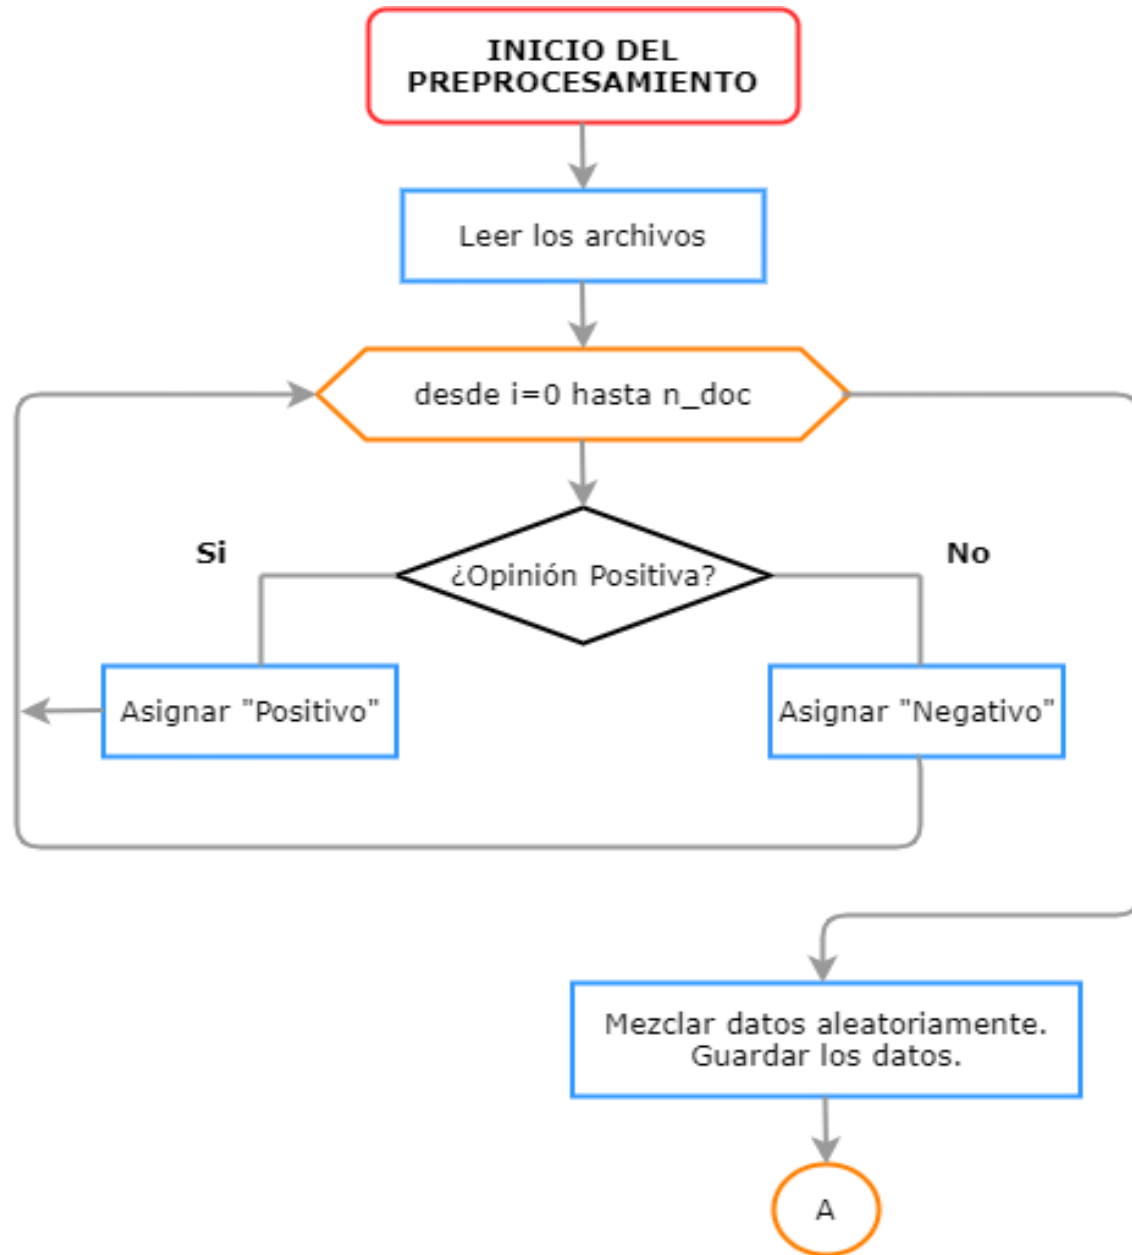 INICIO DEL
PREPROCESAMIENTO
Leer los archivos
desde i=0 hasta n_doc
¿Opinión Positiva?
Si
No
Asignar "Positivo"
Asignar "Negativo"
Mezclar datos aleatoriamente.
Guardar los datos.
A